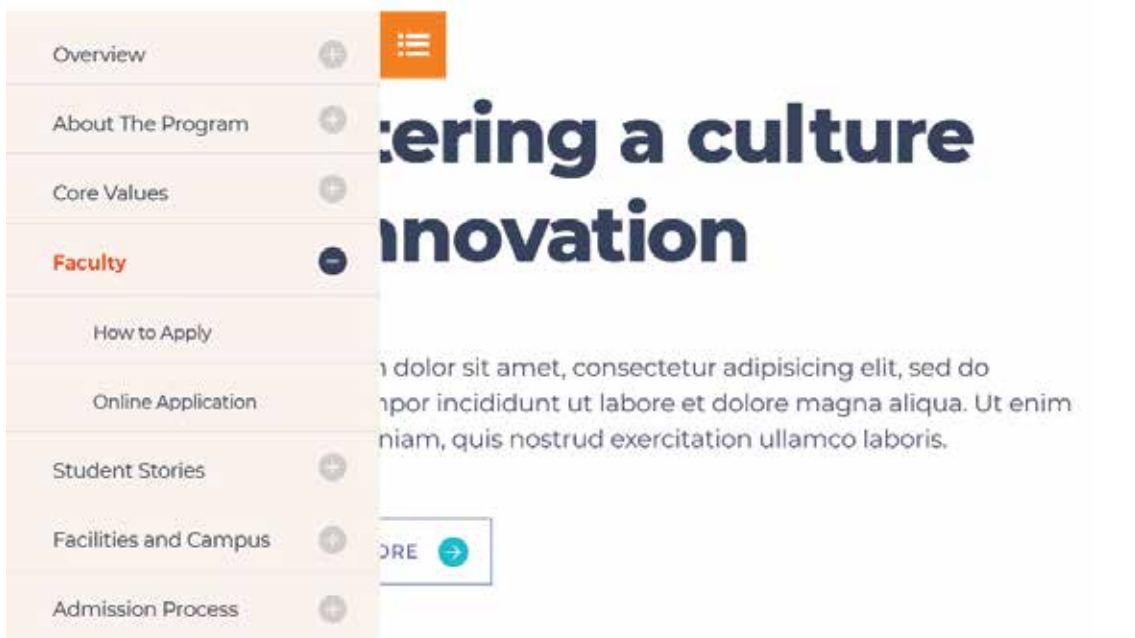 Overview
About The Program
Core Values
Faculty
How to Apply
Online Application
Student Stories
Facilities and Campus
Admission Process
tering a culture
nnovation
dolor sit amet, consectetur adipisicing elit, sed do
mpor incididunt ut labore et dolore magna aliqua. Ut enim
niam, quis nostrud exercitation ullamco laboris.
ORE